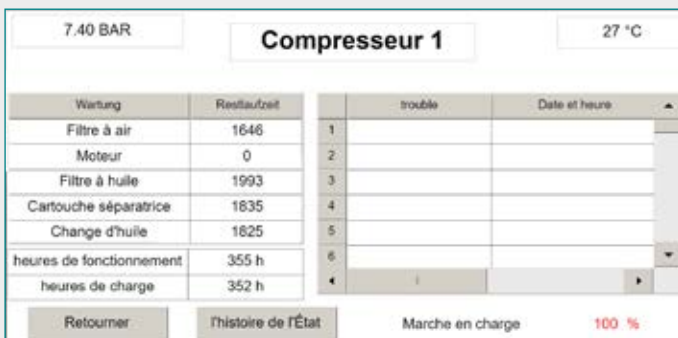 7.40 BAR
Compresseur 1
27 °C
Wartung Restlaufzeit
Filtre à air 1646
Moteur 0
Filtre à huile 1993
Cartouche séparatrice 1835
Change d'huile 1825
heures de fonctionnement 355 h
heures de charge 352 h
trouble Date et heure
1
2
3
4
5
6
Retourner
l'histoire de l'État
Marche en charge 100 %